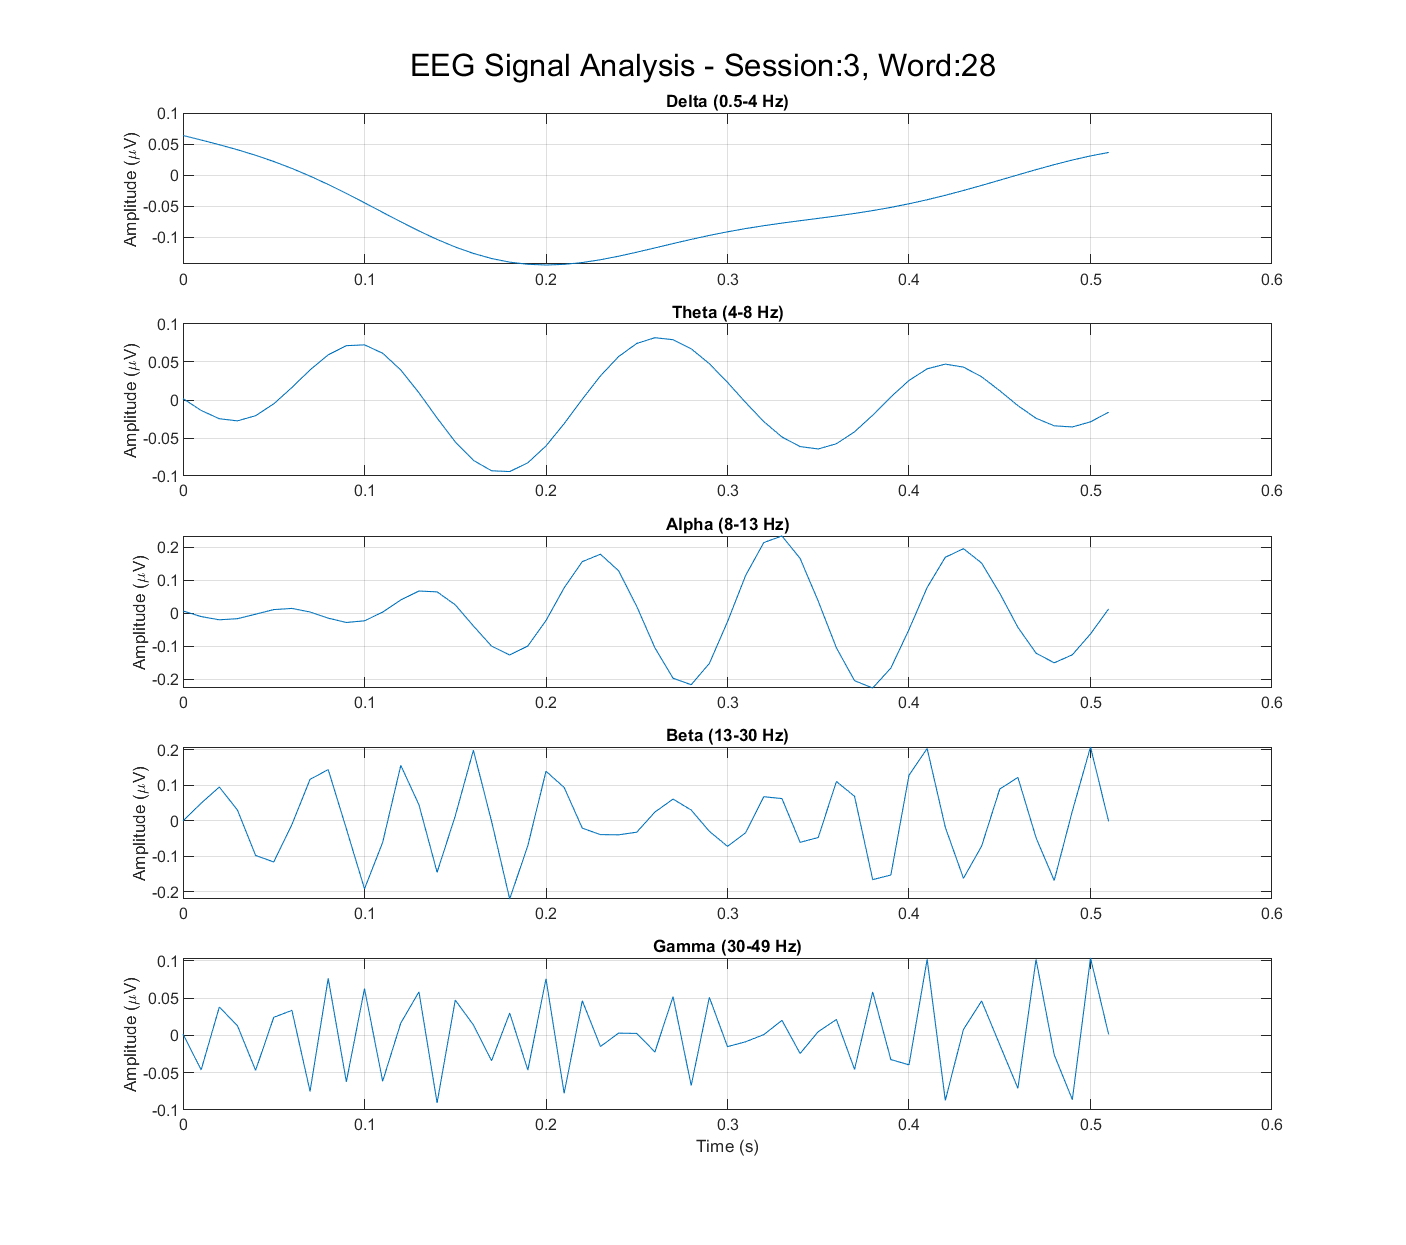 EEG Signal Analysis - Session:3, Word:28
Delta (0.5-4 Hz)
Amplitude (μV)
0.1
0.05
0
-0.05
-0.1
0 0.1 0.2 0.3 0.4 0.5 0.6
Theta (4-8 Hz)
Amplitude (μV)
0.1
0.05
0
-0.05
-0.1
0 0.1 0.2 0.3 0.4 0.5 0.6
Alpha (8-13 Hz)
Amplitude (μV)
0.2
0.1
0
-0.1
-0.2
0 0.1 0.2 0.3 0.4 0.5 0.6
Beta (13-30 Hz)
Amplitude (μV)
0.2
0.1
0
-0.1
-0.2
0 0.1 0.2 0.3 0.4 0.5 0.6
Gamma (30-49 Hz)
Amplitude (μV)
0.1
0.05
0
-0.05
-0.1
0 0.1 0.2 0.3 0.4 0.5 0.6
Time (s)